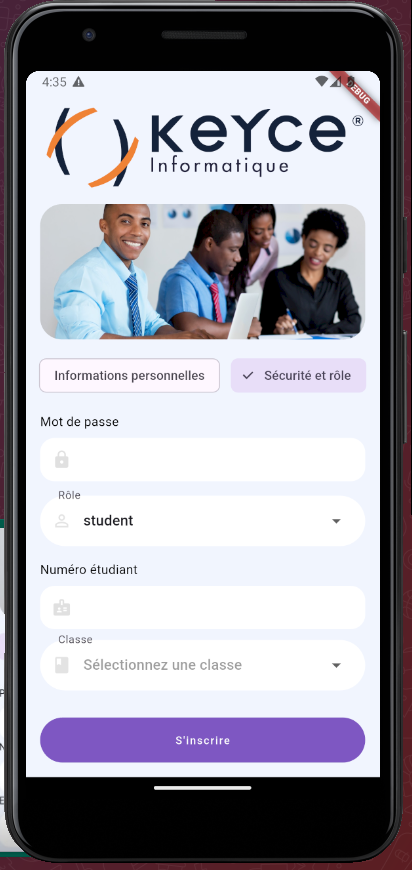 4:35
DEBUG
KeYce®
Informatique
Informations personnelles
Sécurité et rôle
Mot de passe
Rôle
student
Numéro étudiant
Classe
Sélectionnez une classe
S'inscrire